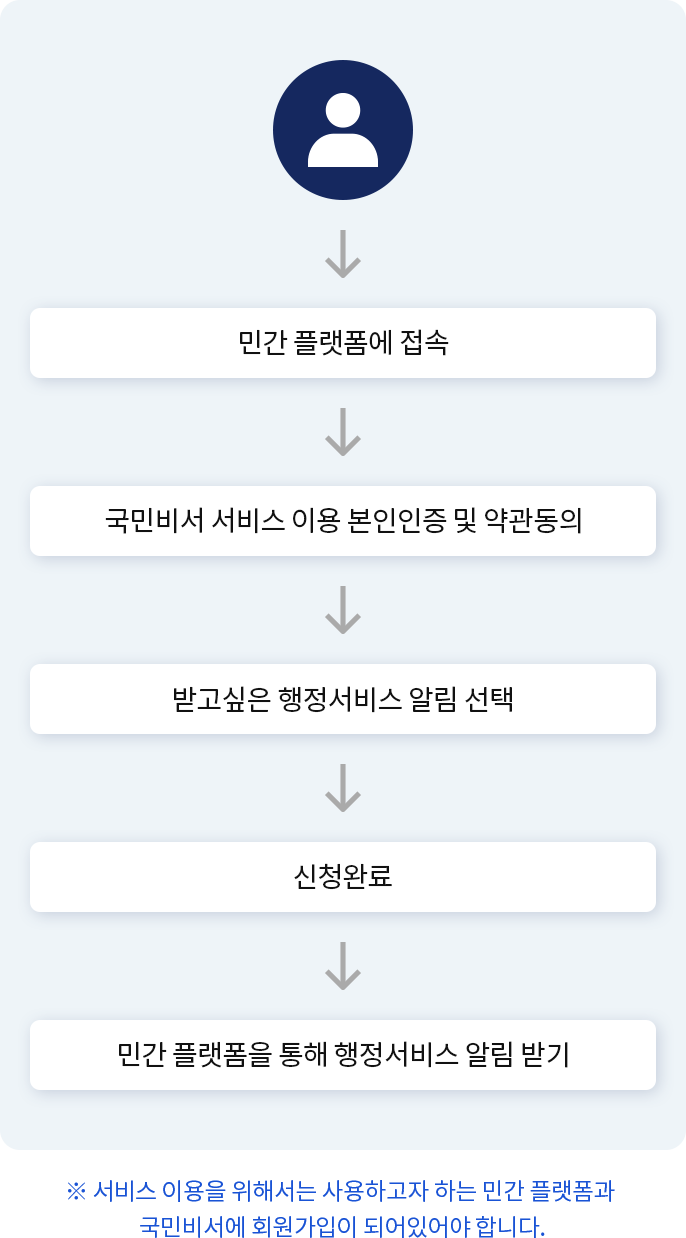 민간 플랫폼에 접속
국민비서 서비스 이용 본인인증 및 약관동의
받고싶은 행정서비스 알림 선택
신청완료
민간 플랫폼을 통해 행정서비스 알림 받기
※ 서비스 이용을 위해서는 사용하고자 하는 민간 플랫폼과
국민비서에 회원가입이 되어있어야 합니다.